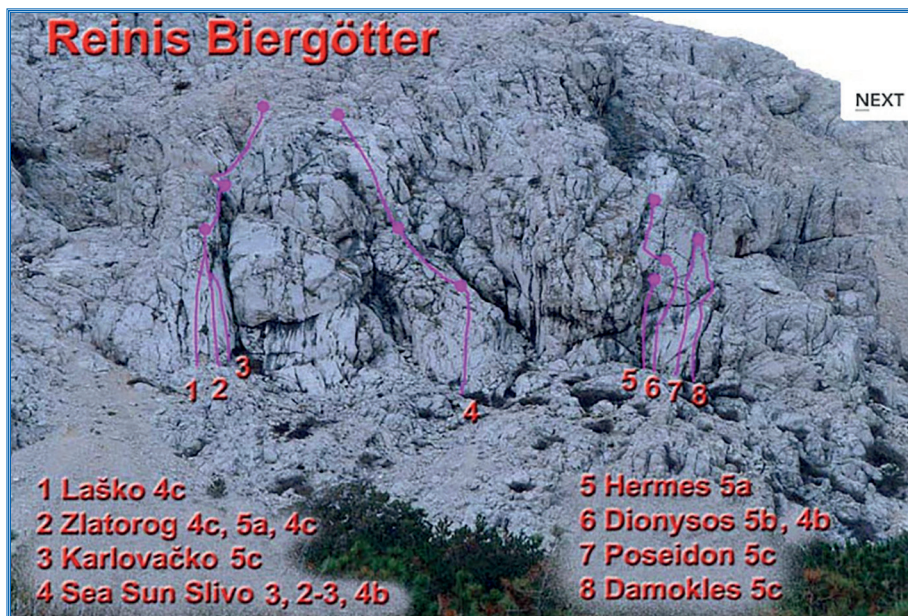 Reinis Biergötter
NEXT
1
2
3
4
5
6
7
8
1 Laško 4c
2 Zlatorog 4c, 5a, 4c
3 Karlovačko 5c
4 Sea Sun Slivo 3, 2-3, 4b
5 Hermes 5a
6 Dionysos 5b, 4b
7 Poseidon 5c
8 Damokles 5c